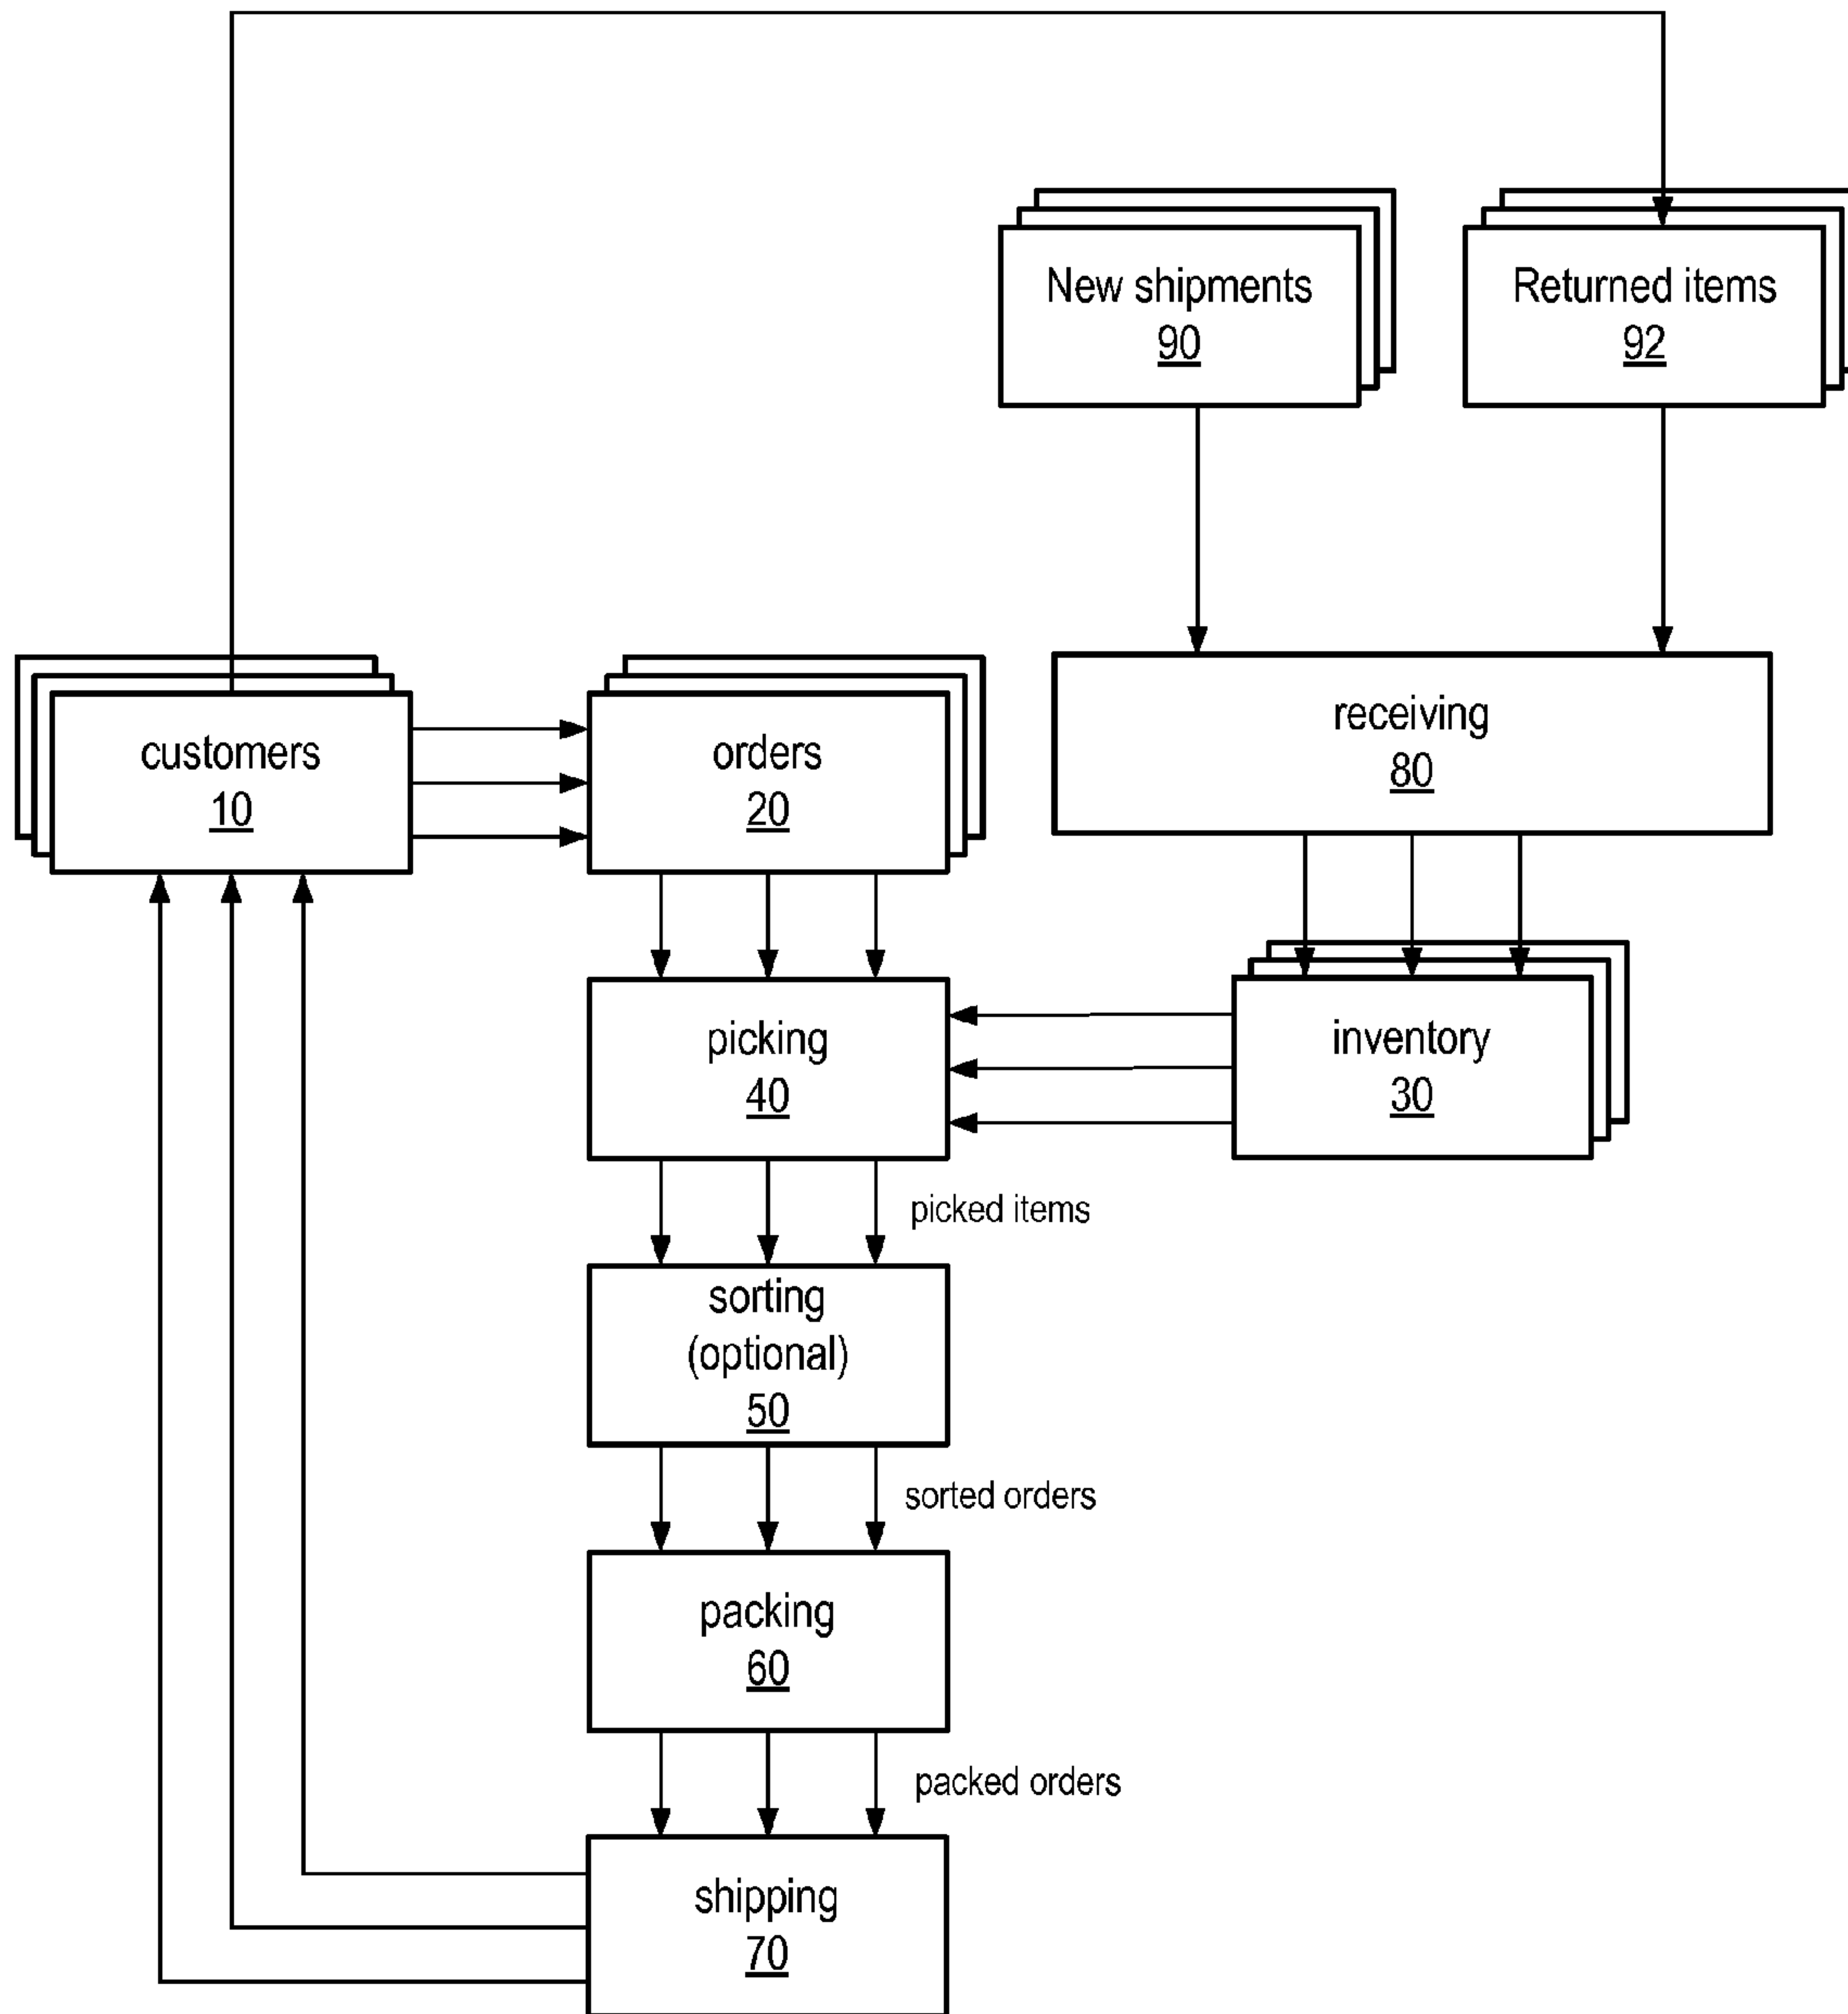 New shipments
90
Returned items
92
customers
10
orders
20
receiving
80
picking
40
inventory
30
picked items
sorting
(optional)
50
sorted orders
packing
60
packed orders
shipping
70